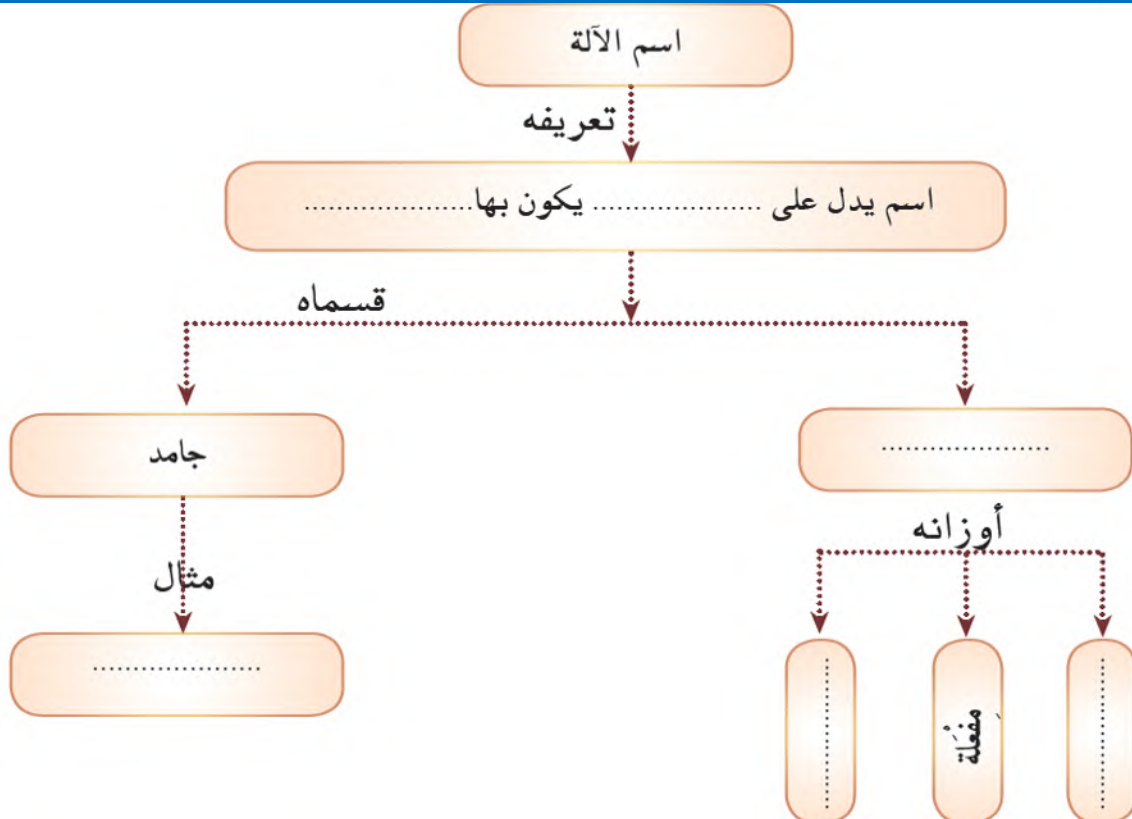 اسم الآلة
تعريفه
اسم يدل على ..................... يكون بها.....................
قسماه
.....................
جامد
أوزانه
مثال
.....................
مِفْعَلة
.....................
.....................